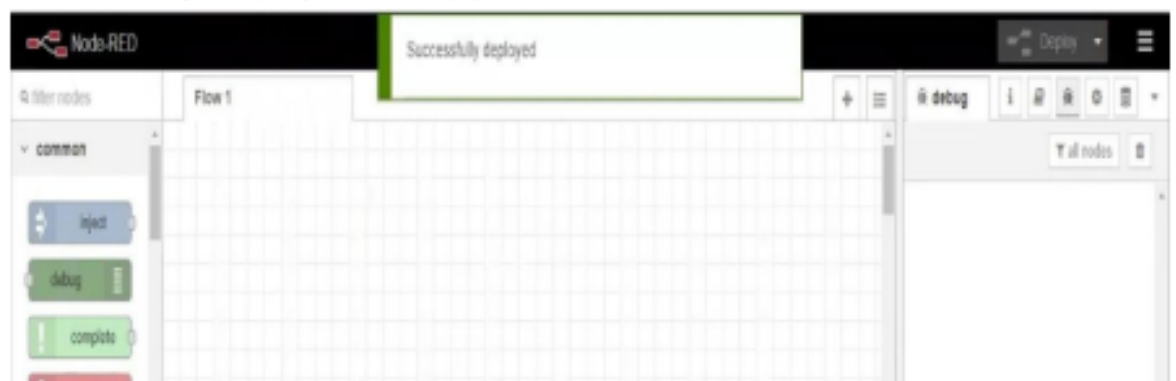 Node-RED
Successfully deployed
Deploy
filter nodes
Flow 1
debug
i
common
all nodes
inject
debug
complete